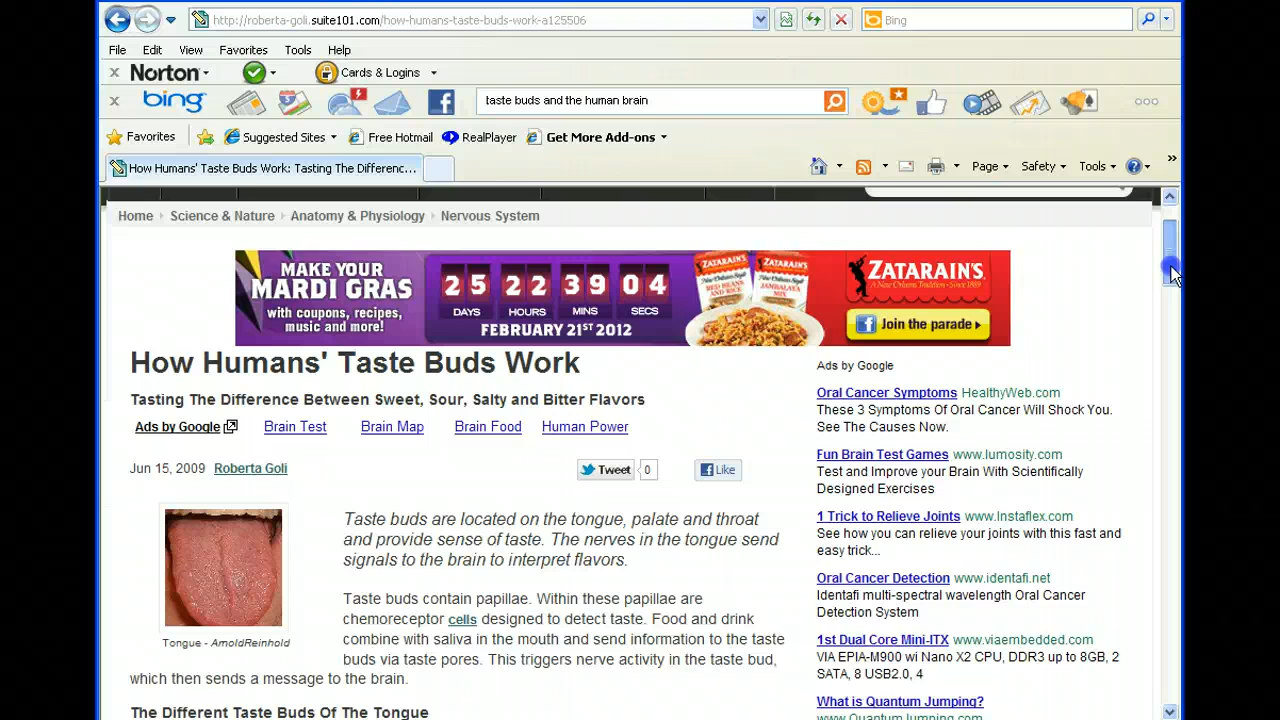 http://roberta-goli.suite101.com/how-humans-taste-buds-work-a125506
Bing
File Edit View Favorites Tools Help
Norton
Cards & Logins
bing
taste buds and the human brain
Favorites
Suggested Sites
Free Hotmail
RealPlayer
Get More Add-ons
How Humans' Taste Buds Work: Tasting The Differenc...
Page
Safety
Tools
Home
Science & Nature
Anatomy & Physiology
Nervous System
MAKE YOUR
MARDI GRAS
with coupons, recipes,
music and more!
25 22 39 04
DAYS HOURS MINS SECS
FEBRUARY 21ST 2012
ZATARAIN'S
RED BEANS
AND RICE
ZATARAIN'S
JAMBALAYA
MIX
ZATARAIN'S
A New Orleans Tradition - Since 1889
Join the parade
How Humans' Taste Buds Work
Tasting The Difference Between Sweet, Sour, Salty and Bitter Flavors
Ads by Google
Brain Test
Brain Map
Brain Food
Human Power
Jun 15, 2009 Roberta Goli
Tweet 0
Like
Tongue - ArnoldReinhold
Taste buds are located on the tongue, palate and throat
and provide sense of taste. The nerves in the tongue send
signals to the brain to interpret flavors.
Taste buds contain papillae. Within these papillae are
chemoreceptor cells designed to detect taste. Food and drink
combine with saliva in the mouth and send information to the taste
buds via taste pores. This triggers nerve activity in the taste bud,
which then sends a message to the brain.
The Different Taste Buds Of The Tongue
Ads by Google
Oral Cancer Symptoms HealthyWeb.com
These 3 Symptoms Of Oral Cancer Will Shock You.
See The Causes Now.
Fun Brain Test Games www.lumosity.com
Test and Improve your Brain With Scientifically
Designed Exercises
1 Trick to Relieve Joints www.Instaflex.com
See how you can relieve your joints with this fast and
easy trick...
Oral Cancer Detection www.identafi.net
Identafi multi-spectral wavelength Oral Cancer
Detection System
1st Dual Core Mini-ITX www.viaembedded.com
VIA EPIA-M900 wi Nano X2 CPU, DDR3 up to 8GB, 2
SATA, 8 USB2.0, 4
What is Quantum Jumping?
www.QuantumJumping.com